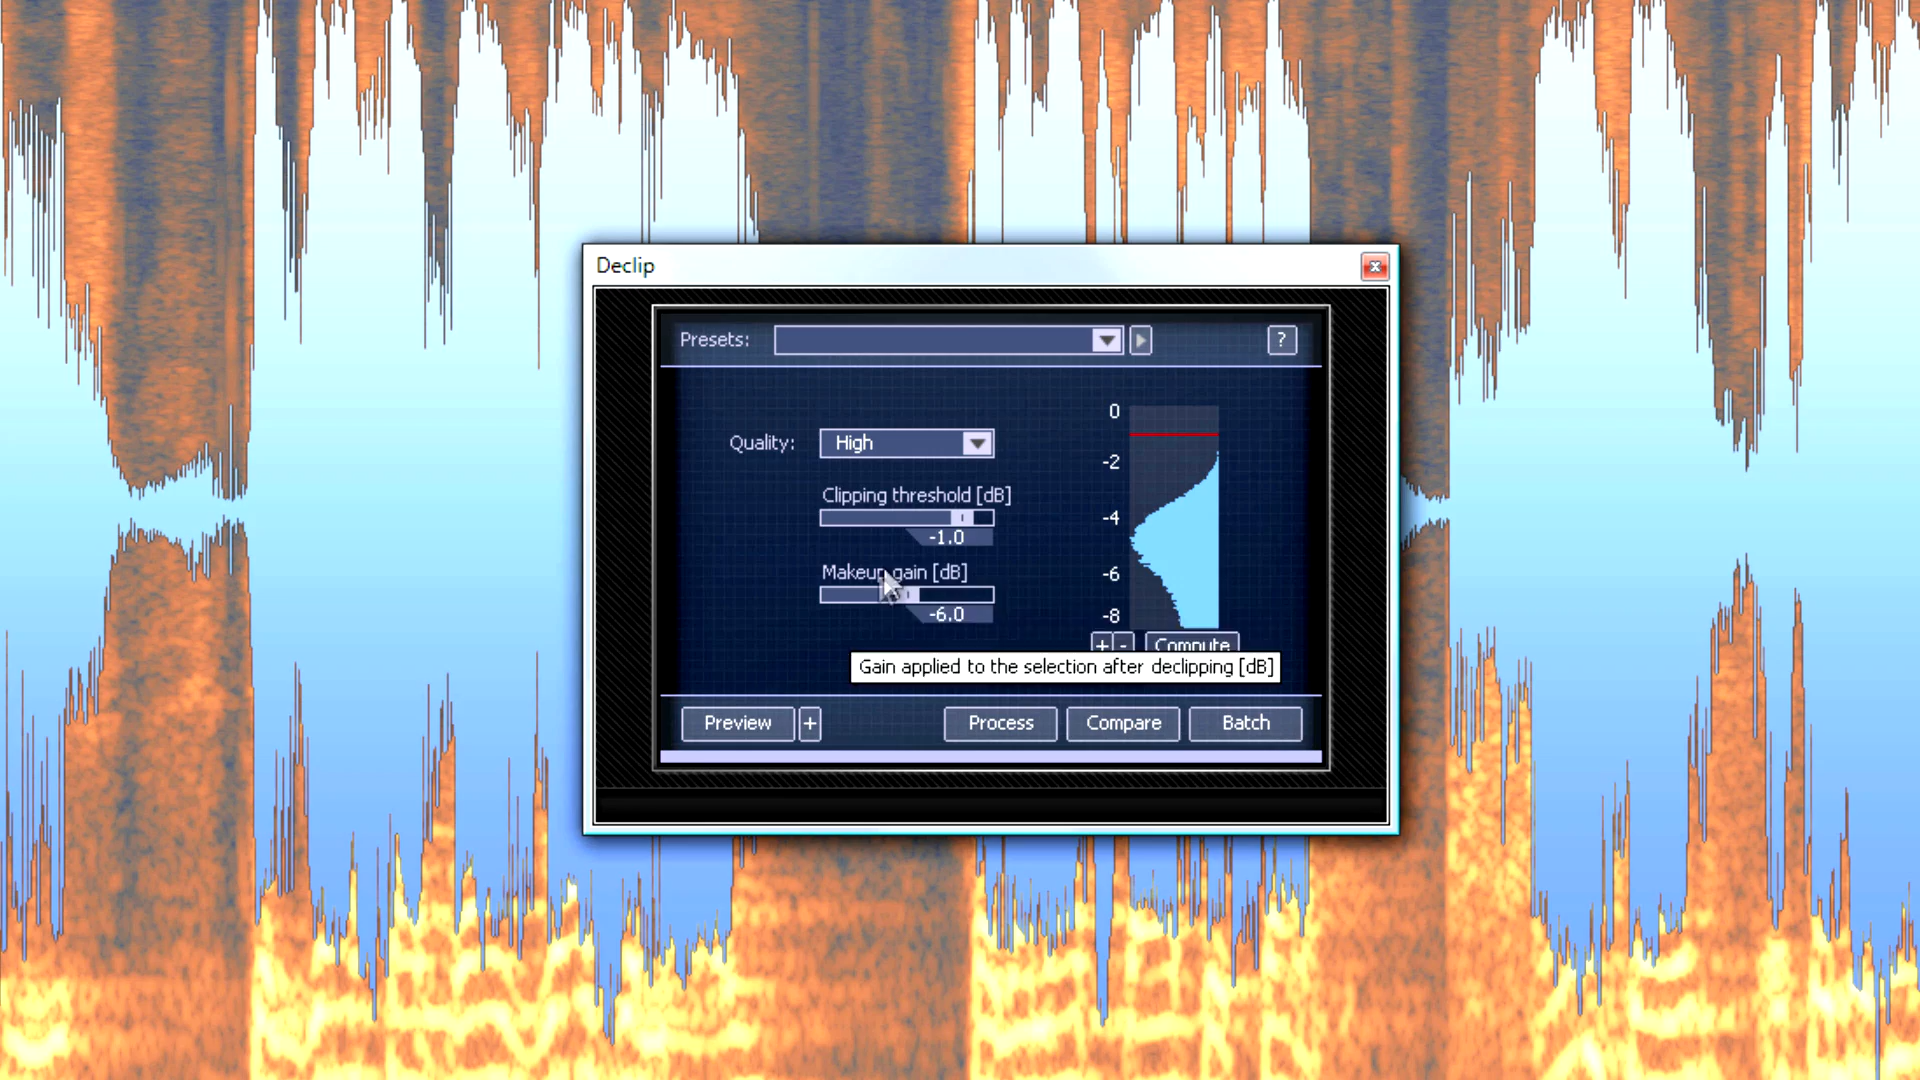 Declip
x
Presets:
?
Quality: High
Clipping threshold [dB]
-1.0
Makeup gain [dB]
-6.0
0
-2
-4
-6
-8
+ - Compute
Gain applied to the selection after declipping [dB]
Preview + Process Compare Batch